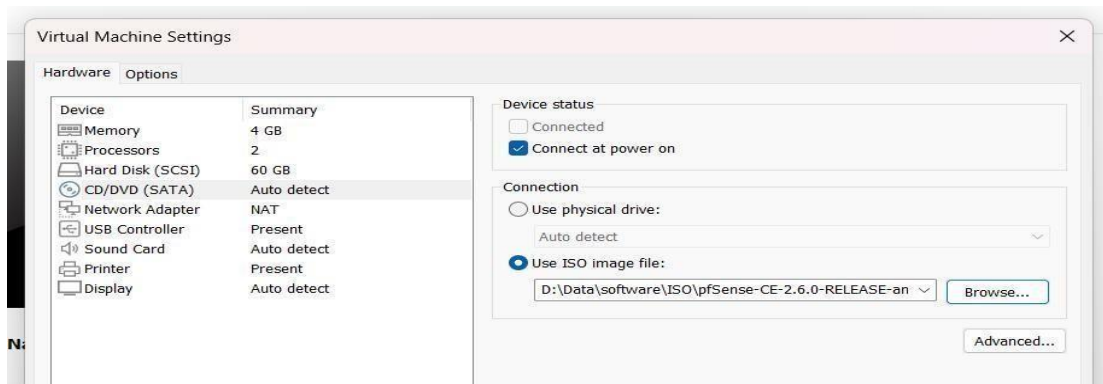 Virtual Machine Settings
Hardware Options
Device Summary
Memory 4 GB
Processors 2
Hard Disk (SCSI) 60 GB
CD/DVD (SATA) Auto detect
Network Adapter NAT
USB Controller Present
Sound Card Auto detect
Printer Present
Display Auto detect
Device status
Connected
Connect at power on
Connection
Use physical drive:
Auto detect
Use ISO image file:
D:\Data\software\ISO\pfSense-CE-2.6.0-RELEASE-an
Browse...
Advanced...